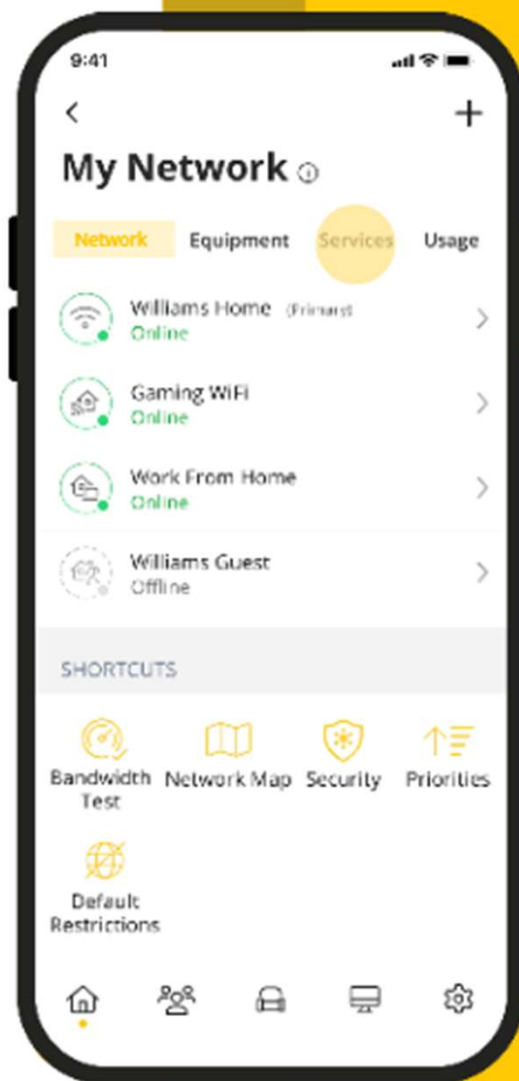 9:41
My Network
Network Equipment Services Usage
Williams Home (Primary)
Online
Gaming WiFi
Online
Work From Home
Online
Williams Guest
Offline
SHORTCUTS
Bandwidth Test
Network Map
Security
Priorities
Default Restrictions